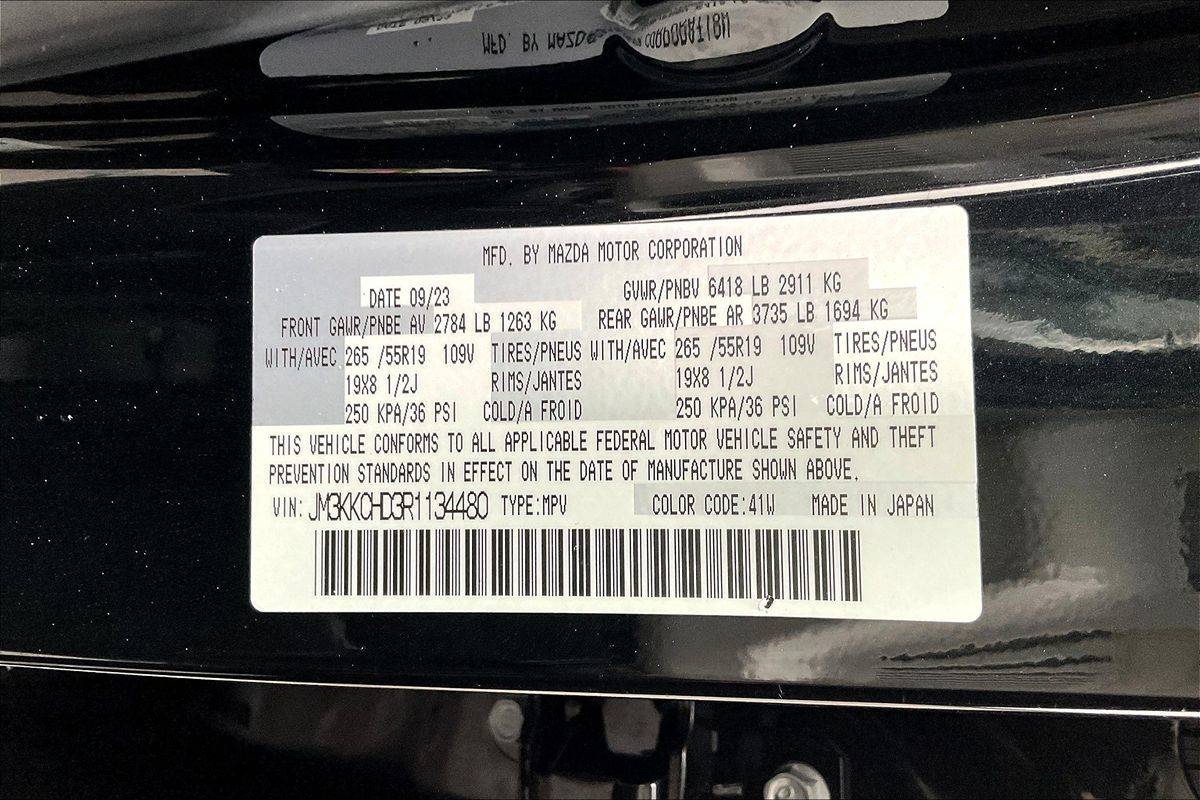 MFD. BY MAZDA MOTOR CORPORATION
DATE 09/23 GVWR/PNBV 6418 LB 2911 KG
FRONT GAWR/PNBE AV 2784 LB 1263 KG REAR GAWR/PNBE AR 3735 LB 1694 KG
WITH/AVEC 265 /55R19 109V TIRES/PNEUS WITH/AVEC 265 /55R19 109V TIRES/PNEUS
19X8 1/2J RIMS/JANTES 19X8 1/2J RIMS/JANTES
250 KPA/36 PSI COLD/A FROID 250 KPA/36 PSI COLD/A FROID
THIS VEHICLE CONFORMS TO ALL APPLICABLE FEDERAL MOTOR VEHICLE SAFETY AND THEFT
PREVENTION STANDARDS IN EFFECT ON THE DATE OF MANUFACTURE SHOWN ABOVE.
VIN: JM3KKCHD3R1134480 TYPE:MPV COLOR CODE:41W MADE IN JAPAN